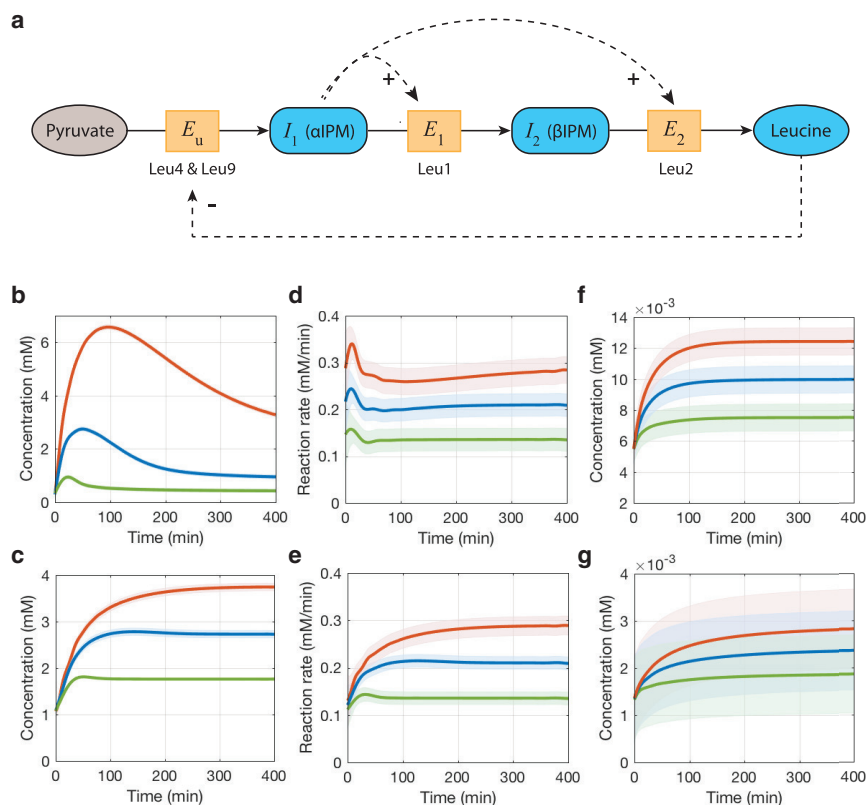 a
+
+
Pyruvate
E_u
I_1 (αIPM)
E_1
I_2 (βIPM)
E_2
Leucine
Leu4 & Leu9
Leu1
Leu2
-
b
Concentration (mM)
6
4
2
0
0 100 200 300 400
Time (min)
d
Reaction rate (mM/min)
0.4
0.3
0.2
0.1
0
0 100 200 300 400
Time (min)
f
×10⁻³
Concentration (mM)
14
12
10
8
6
4
2
0 100 200 300 400
Time (min)
c
Concentration (mM)
4
3
2
1
0
0 100 200 300 400
Time (min)
e
Reaction rate (mM/min)
0.4
0.3
0.2
0.1
0
0 100 200 300 400
Time (min)
g
×10⁻³
Concentration (mM)
4
3
2
1
0
0 100 200 300 400
Time (min)